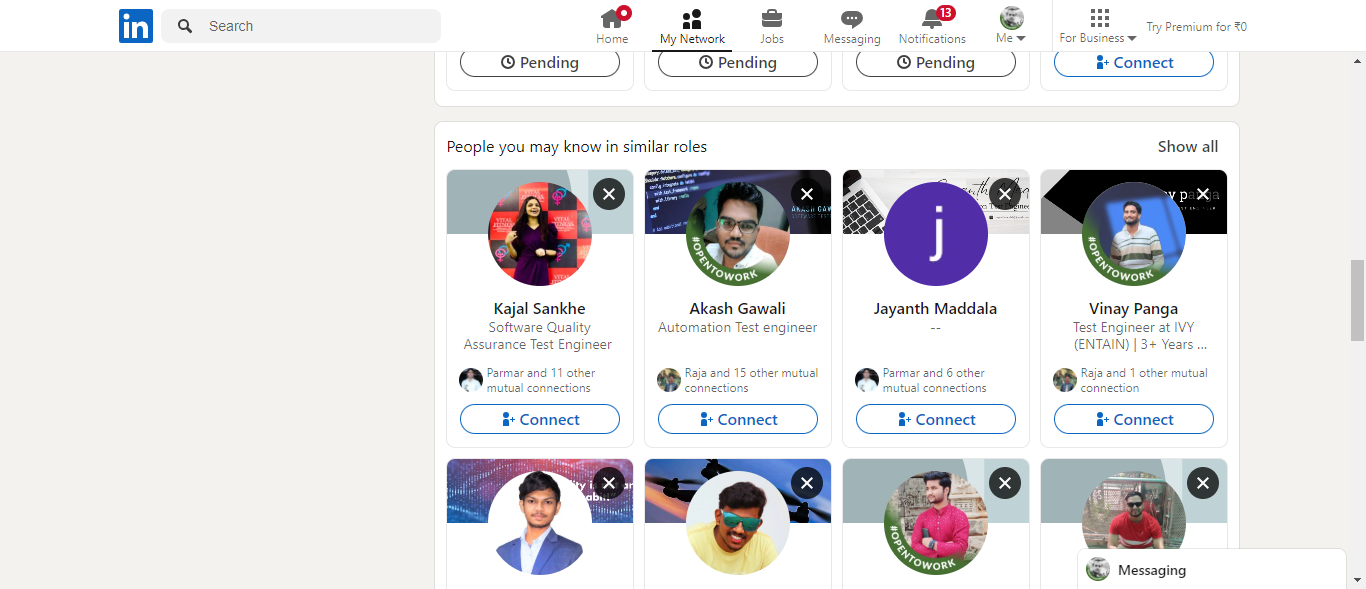 in
Search
Home
My Network
Jobs
Messaging
13
Notifications
Me
For Business
Try Premium for ₹0
Pending
Pending
Pending
Connect
People you may know in similar roles
Show all
#OPENTOWORK
j
#OPENTOWORK
Kajal Sankhe
Software Quality
Assurance Test Engineer
Parmar and 11 other
mutual connections
Connect
Akash Gawali
Automation Test engineer
Raja and 15 other mutual
connections
Connect
Jayanth Maddala
--
Parmar and 6 other
mutual connections
Connect
Vinay Panga
Test Engineer at IVY
(ENTAIN) | 3+ Years ...
Raja and 1 other mutual
connection
Connect
#OPENTOWORK
Messaging